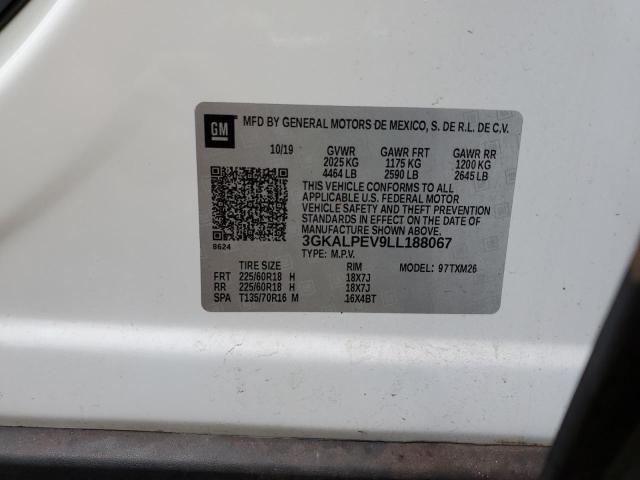 GM
MFD BY GENERAL MOTORS DE MEXICO, S. DE R.L. DE C.V.
10/19 GVWR GAWR FRT GAWR RR
2025 KG 1175 KG 1200 KG
4464 LB 2590 LB 2645 LB
THIS VEHICLE CONFORMS TO ALL
APPLICABLE U.S. FEDERAL MOTOR
VEHICLE SAFETY AND THEFT PREVENTION
STANDARDS IN EFFECT ON THE DATE OF
MANUFACTURE SHOWN ABOVE.
8624 3GKALPEV9LL188067
TYPE: M.P.V.
TIRE SIZE RIM MODEL: 97TXM26
FRT 225/60R18 H 18X7J
RR 225/60R18 H 18X7J
SPA T135/70R16 M 16X4BT